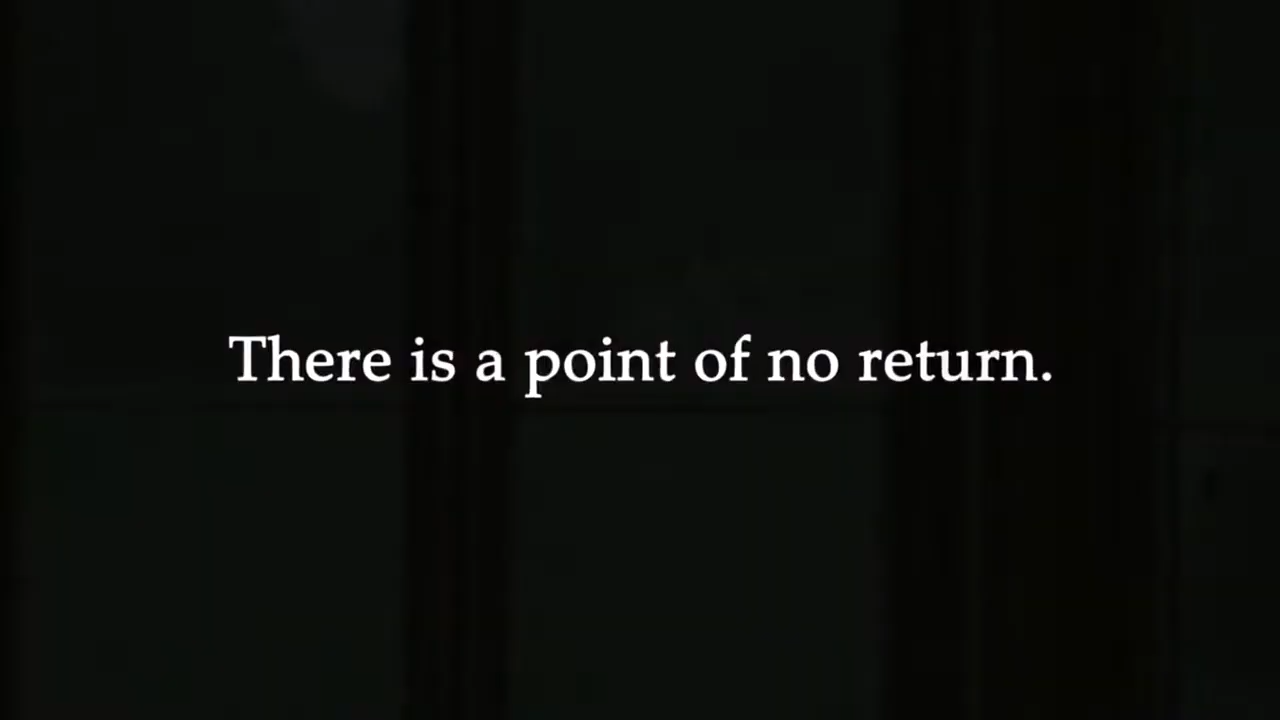 There is a point of no return.